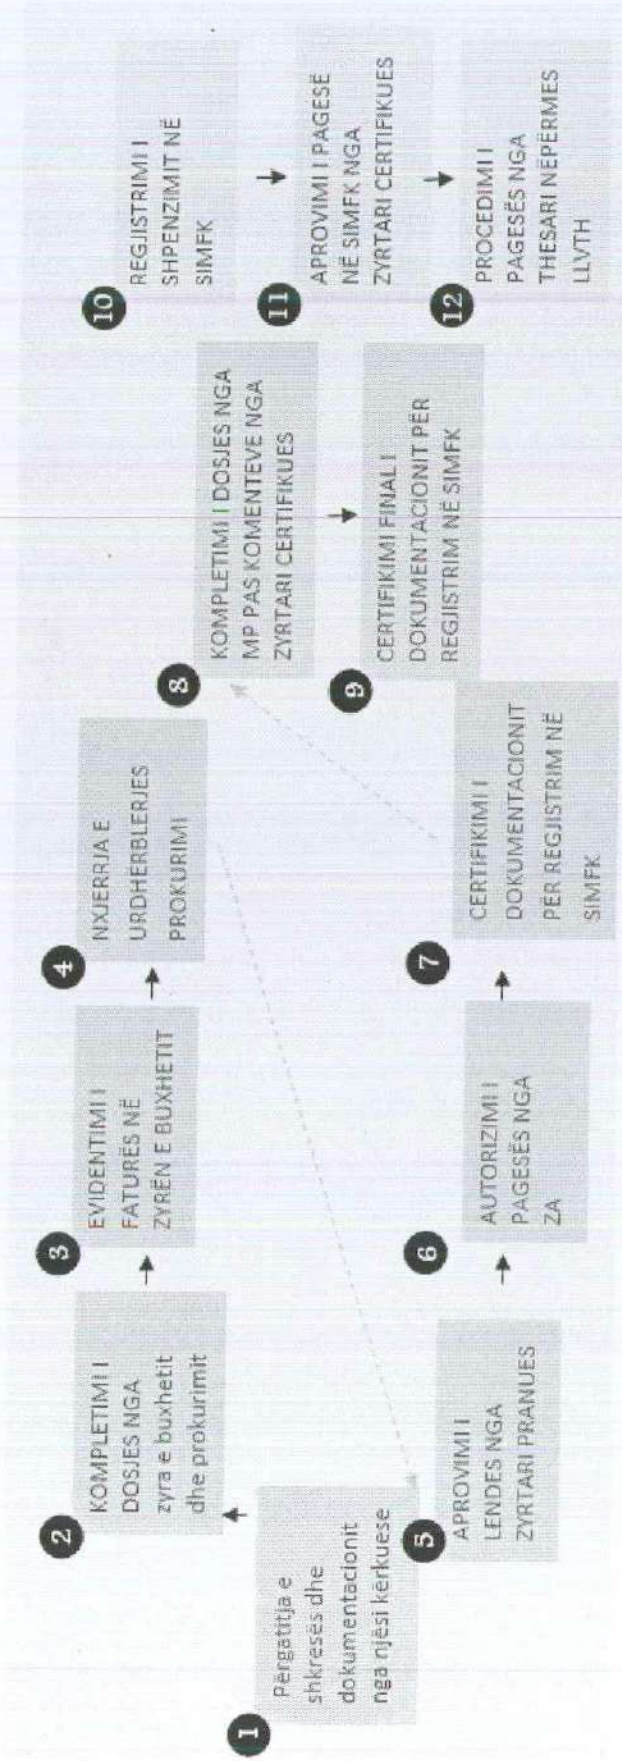 1
Përgatitja e
shkresës dhe
dokumentacionit
nga njësi kërkuese
2
KOMPLETIMI I
DOSJES NGA
zyra e buxhetit
dhe prokurimit
3
EVIDENTIMI I
FATURËS NË
ZYRËN E BUXHETIT
4
NXJERRJA E
URDHERBLERJES
PROKURIMI
5
APROVIMI I
LENDES NGA
ZYRTARI PRANUES
6
AUTORIZIMI I
PAGESËS NGA
ZA
7
CERTIFIKIMI I
DOKUMENTACIONIT
PËR REGJISTRIM NË
SIMFK
8
KOMPLETIMI I DOSJES NGA
MP PAS KOMENTEVE NGA
ZYRTARI CERTIFIKUES
9
CERTIFIKIMI FINAL I
DOKUMENTACIONIT PËR
REGJISTRIM NË SIMFK
10
REGJISTRIMI I
SHPENZIMIT NË
SIMFK
11
APROVIMI I PAGESË
NË SIMFK NGA
ZYRTARI CERTIFIKUES
12
PROCEDIMI I
PAGESËS NGA
THESARI NËPËRMES
LLVTH